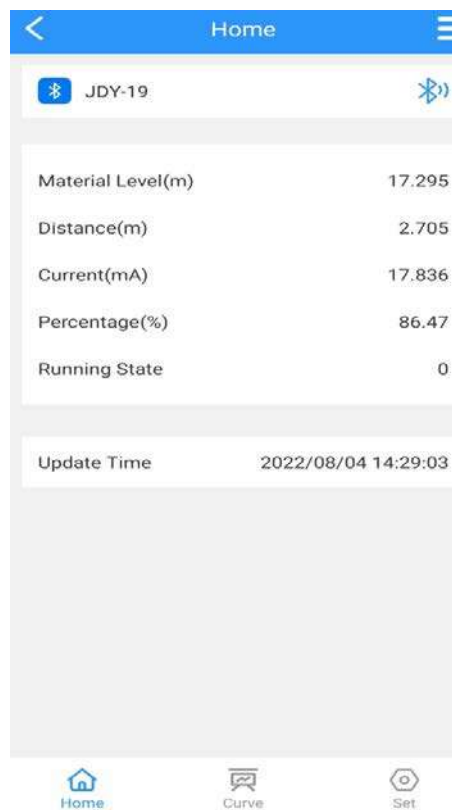 Home
JDY-19
Material Level(m) 17.295
Distance(m) 2.705
Current(mA) 17.836
Percentage(%) 86.47
Running State 0
Update Time 2022/08/04 14:29:03
Home Curve Set